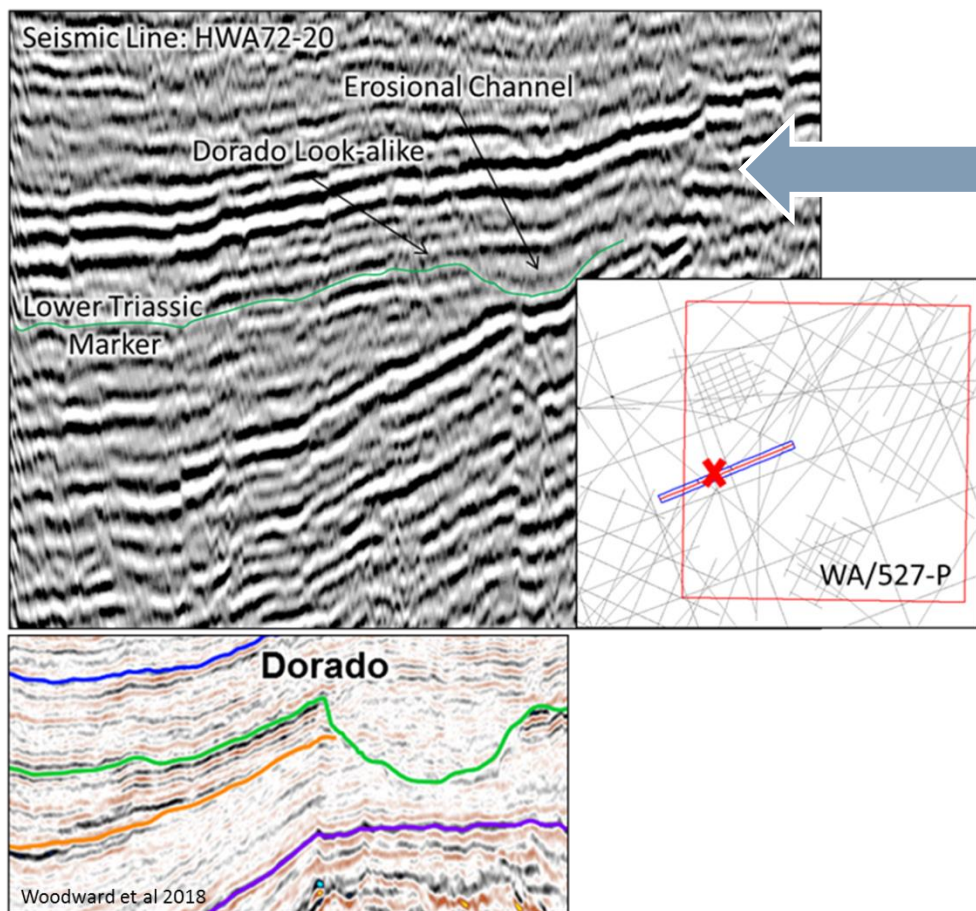 Seismic Line: HWA72-20
Erosional Channel
Dorado Look-alike
Lower Triassic
Marker
WA/527-P
Dorado
Woodward et al 2018